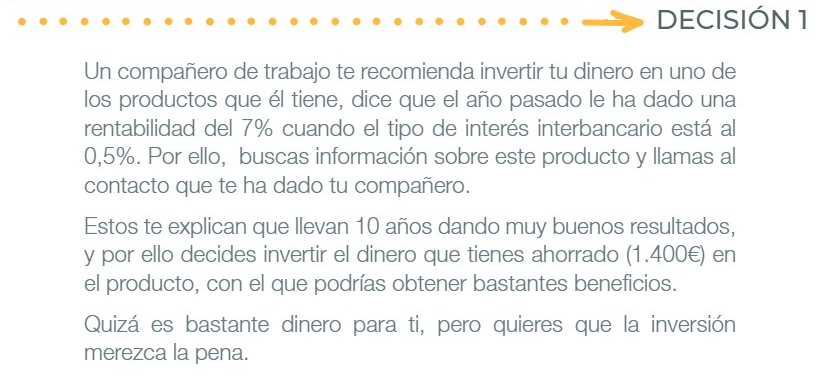 DECISIÓN 1
Un compañero de trabajo te recomienda invertir tu dinero en uno de
los productos que él tiene, dice que el año pasado le ha dado una
rentabilidad del 7% cuando el tipo de interés interbancario está al
0,5%. Por ello, buscas información sobre este producto y llamas al
contacto que te ha dado tu compañero.
Estos te explican que llevan 10 años dando muy buenos resultados,
y por ello decides invertir el dinero que tienes ahorrado (1.400€) en
el producto, con el que podrías obtener bastantes beneficios.
Quizá es bastante dinero para ti, pero quieres que la inversión
merezca la pena.